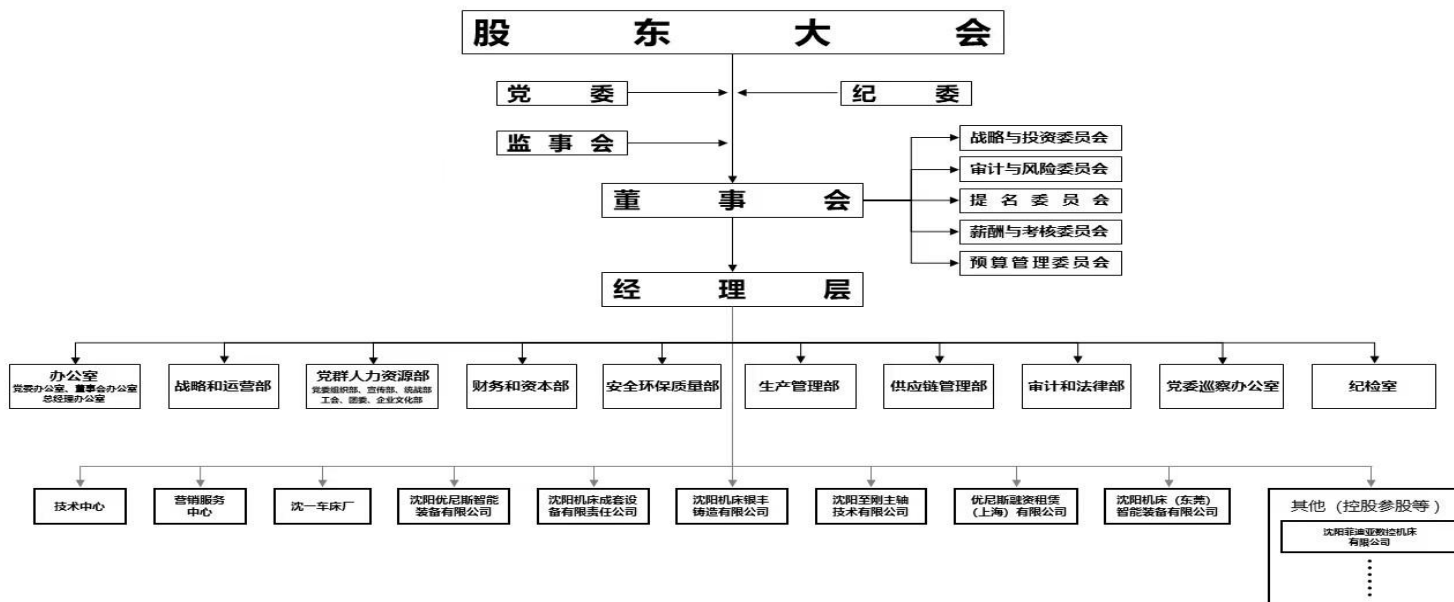 股东大会
党委
纪委
监事会
战略与投资委员会
审计与风险委员会
提名委员会
薪酬与考核委员会
预算管理委员会
董事会
经理层
办公室
党委办公室、董事会办公室
总经理办公室
战略和运营部
党群人力资源部
党委组织部、宣传部、统战部
工会、团委、企业文化部
财务和资本部
安全环保质量部
生产管理部
供应链管理部
审计和法律部
党委巡察办公室
纪检室
技术中心
营销服务
中心
沈一车床厂
沈阳优尼斯智能
装备有限公司
沈阳机床成套设
备有限责任公司
沈阳机床银丰
铸造有限公司
沈阳至刚主轴
技术有限公司
优尼斯融资租赁
（上海）有限公司
沈阳机床（东莞）
智能装备有限公司
其他（控股参股等）
沈阳菲迪亚数控机床
有限公司